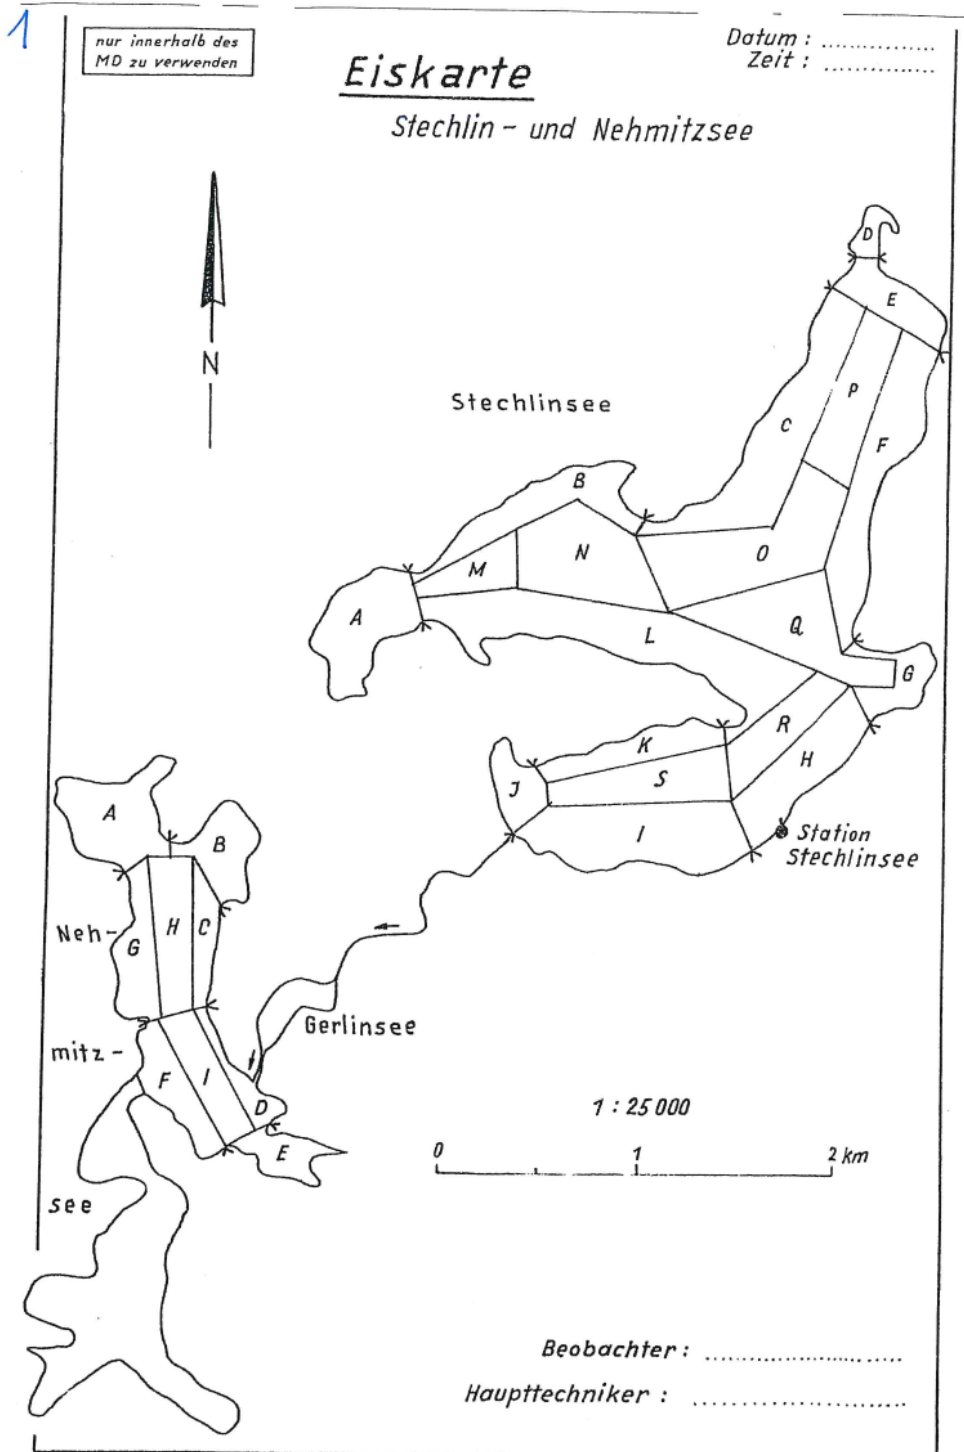 1
nur innerhalb des
MD zu verwenden
Datum : ...............
Zeit : ...............
Eiskarte
Stechlin - und Nehmitzsee
N
Stechlinsee
D
E
P
C
F
B
N
O
M
A
L
Q
G
K
R
J
S
H
I
Station
Stechlinsee
A
B
Neh-
G
H
C
Gerlinsee
mitz -
F
I
D
E
see
1 : 25 000
0 1 2 km
Beobachter : ...........................
Haupttechniker : ...........................